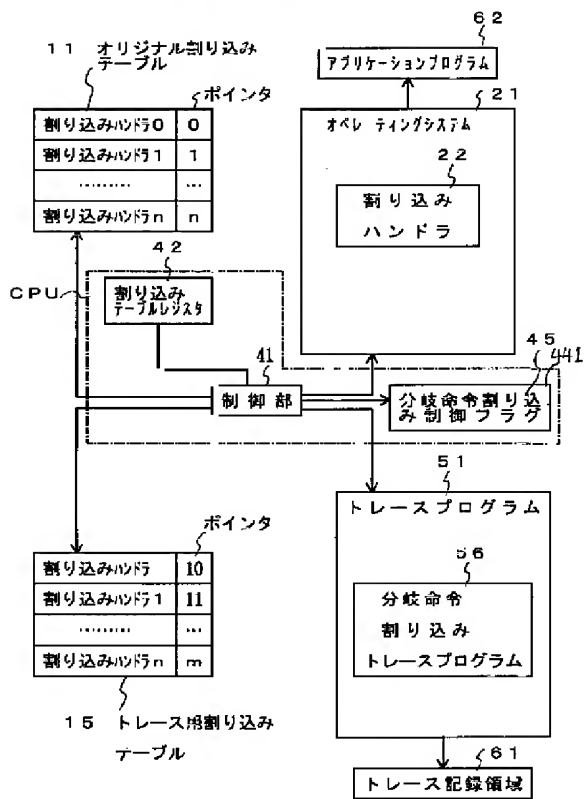 11 オリジナル割り込み
テーブル
ポインタ
割り込みハンドラ0 0
割り込みハンドラ1 1
……… …
割り込みハンドラn n
62
アプリケーションプログラム
21
オペレーティングシステム
22
割り込み
ハンドラ
CPU
42
割り込み
テーブルレジスタ
41
制御部
45
441
分岐命令割り込
み制御フラグ
51
トレースプログラム
56
分岐命令
割り込み
トレースプログラム
ポインタ
割り込みハンドラ 10
割り込みハンドラ1 11
……… …
割り込みハンドラn m
15 トレース用割り込み
テーブル
61
トレース記録領域